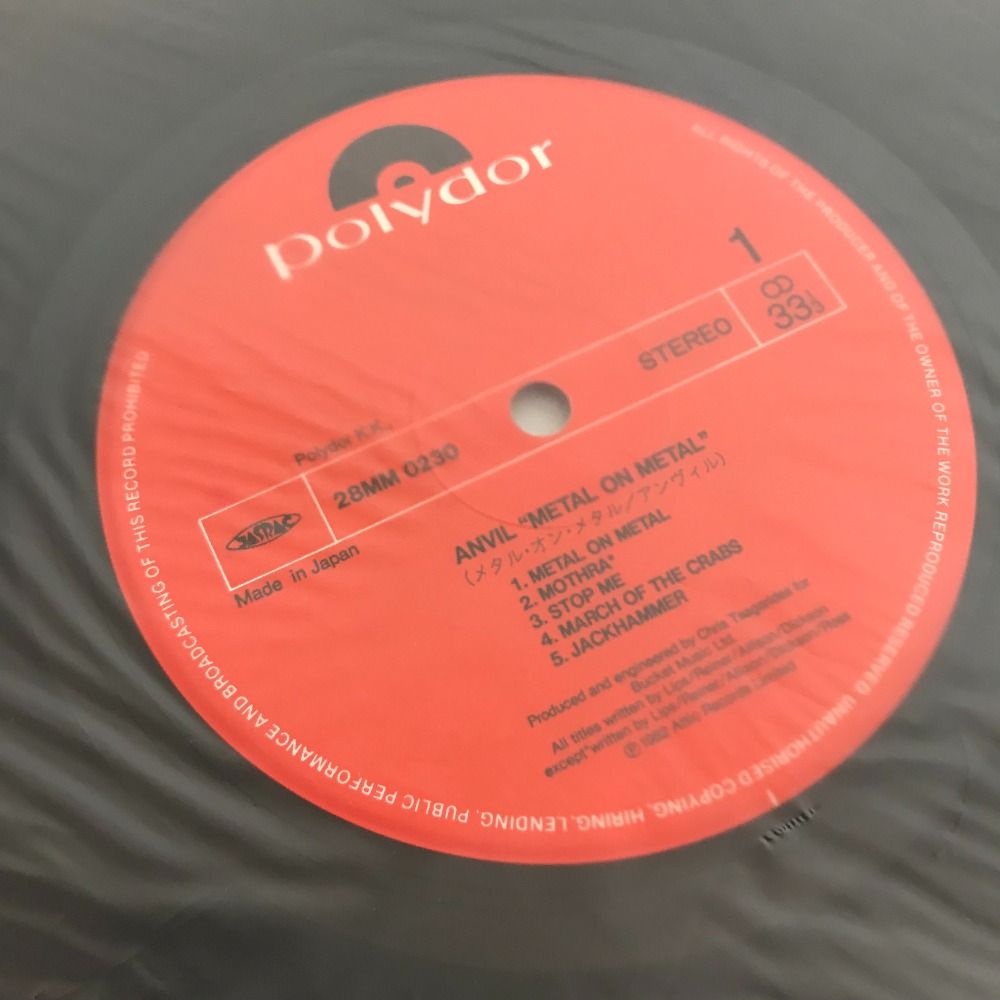 polydor
1
STEREO
33 1/3
Polydor K.K.,
28MM 0230
JASRAC
Made in Japan
ANVIL "METAL ON METAL"
(メタル・オン・メタル/アンヴィル)
1. METAL ON METAL
2. MOTHRA*
3. STOP ME
4. MARCH OF THE CRABS
5. JACKHAMMER
Produced and engineered by Chris Tsangarides for
Bucket Music Ltd.
All titles written by Lips/Reiner/Allison/Dickson
except*written by Lips/Reiner/Allison/Dickson/
Ⓟ 1982 Attic Records Limited
ALL RIGHTS OF THE PRODUCER AND OF THE OWNER OF THE WORK REPRODUCED RESERVED UNAUTHORISED COPYING, HIRING, LENDING, PUBLIC PERFORMANCE AND BROADCASTING OF THIS RECORD PROHIBITED